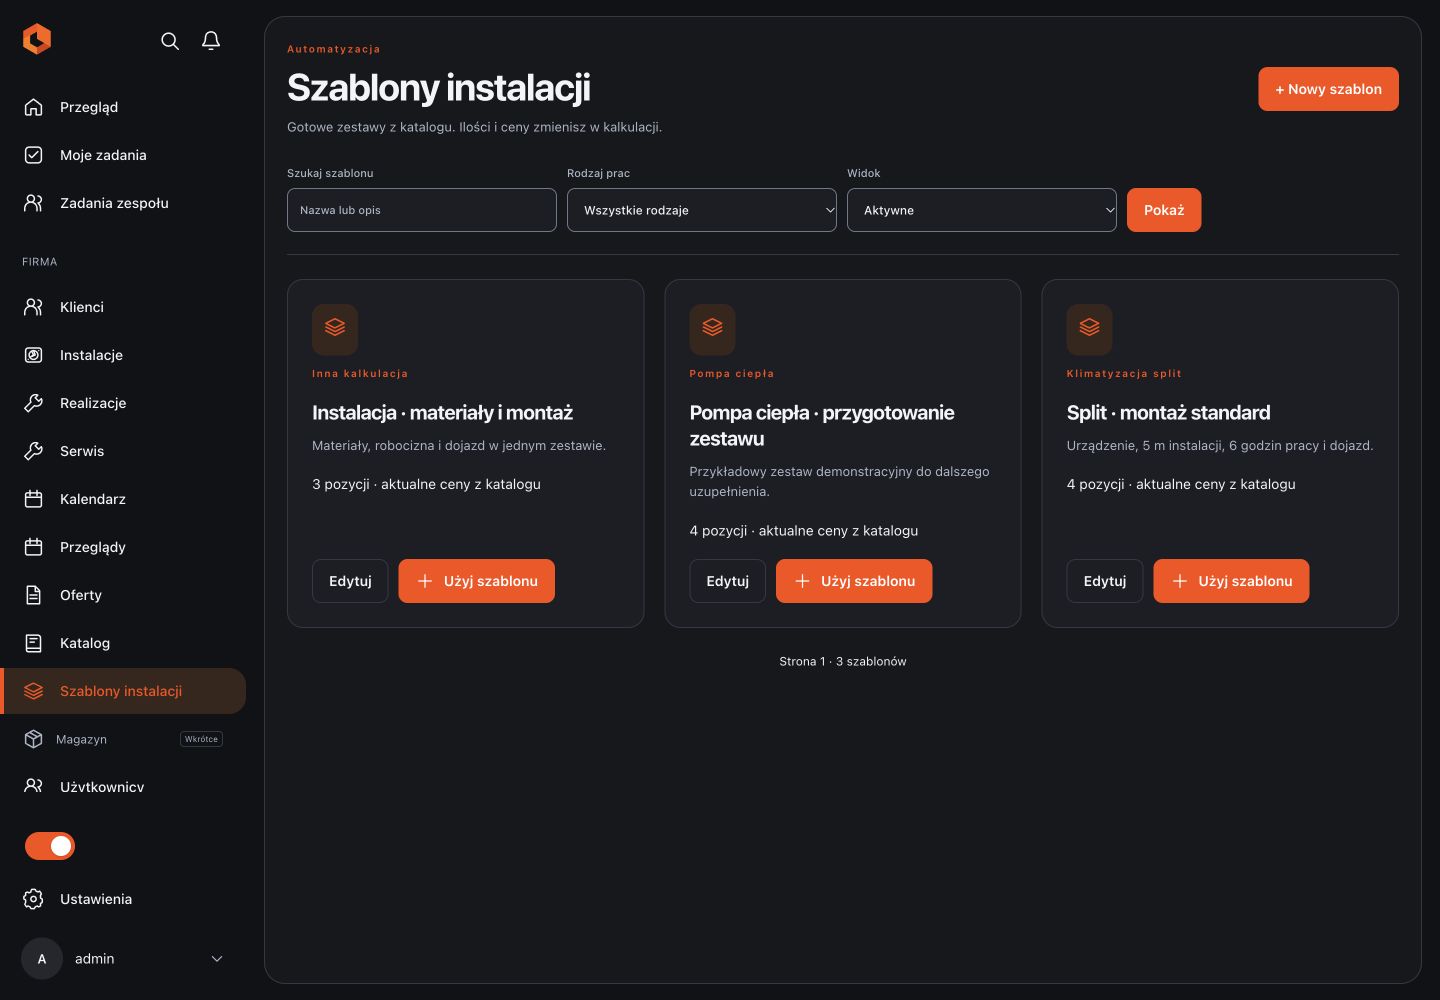 Przegląd
Moje zadania
Zadania zespołu
FIRMA
Klienci
Instalacje
Realizacje
Serwis
Kalendarz
Przeglądy
Oferty
Katalog
Szablony instalacji
Magazyn
Wkrótce
Użytkownicy
Ustawienia
A
admin
Automatyzacja
Szablony instalacji
+ Nowy szablon
Gotowe zestawy z katalogu. Ilości i ceny zmienisz w kalkulacji.
Szukaj szablonu
Rodzaj prac
Widok
Nazwa lub opis
Wszystkie rodzaje
Aktywne
Pokaż
Inna kalkulacja
Instalacja · materiały i montaż
Materiały, robocizna i dojazd w jednym zestawie.
3 pozycji · aktualne ceny z katalogu
Edytuj
Użyj szablonu
Pompa ciepła
Pompa ciepła · przygotowanie
zestawu
Przykładowy zestaw demonstracyjny do dalszego
uzupełnienia.
4 pozycji · aktualne ceny z katalogu
Edytuj
Użyj szablonu
Klimatyzacja split
Split · montaż standard
Urządzenie, 5 m instalacji, 6 godzin pracy i dojazd.
4 pozycji · aktualne ceny z katalogu
Edytuj
Użyj szablonu
Strona 1 · 3 szablonów